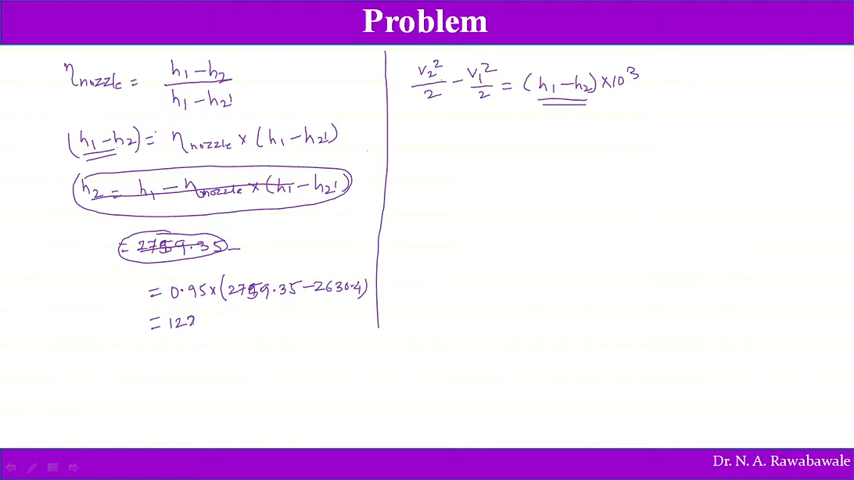 Problem
η nozzle = h₁-h₂ / h₁-h₂'
(h₁-h₂) = η nozzle × (h₁-h₂')
h₂ = h₁ - η nozzle × (h₁ - h₂')
= 2759.35
= 0.95 × (2759.35 - 2630.4)
= 122
V₂²/2 - V₁²/2 = (h₁-h₂) × 10³
Dr. N. A. Rawabawale